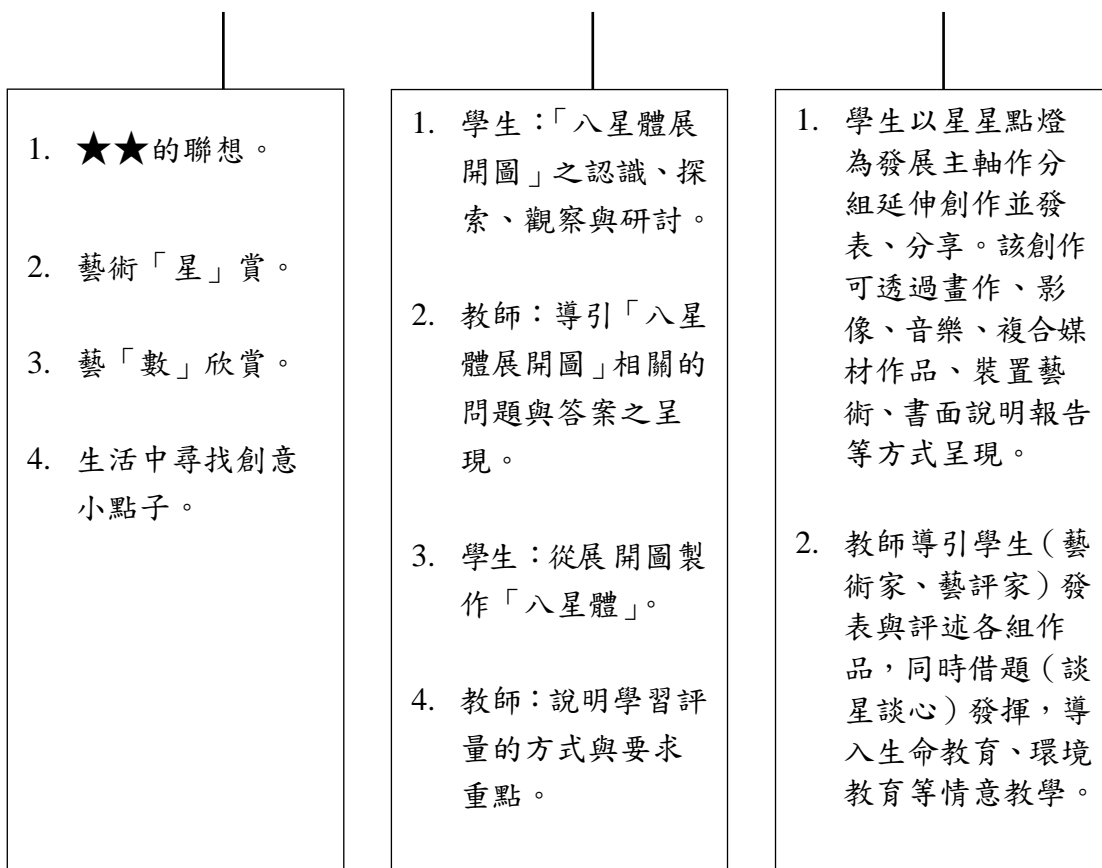 1. ★★的聯想。
2. 藝術「星」賞。
3. 藝「數」欣賞。
4. 生活中尋找創意
小點子。
1. 學生：「八星體展
開圖」之認識、探
索、觀察與研討。
2. 教師：導引「八星
體展開圖」相關的
問題與答案之呈
現。
3. 學生：從展 開圖製
作「八星體」。
4. 教師：說明學習評
量的方式與要求
重點。
1. 學生以星星點燈
為發展主軸作分
組延伸創作並發
表、分享。該創作
可透過畫作、影
像、音樂、複合媒
材作品、裝置藝
術、書面說明報告
等方式呈現。
2. 教師導引學生（藝
術家、藝評家）發
表與評述各組作
品，同時借題（談
星談心）發揮，導
入生命教育、環境
教育等情意教學。